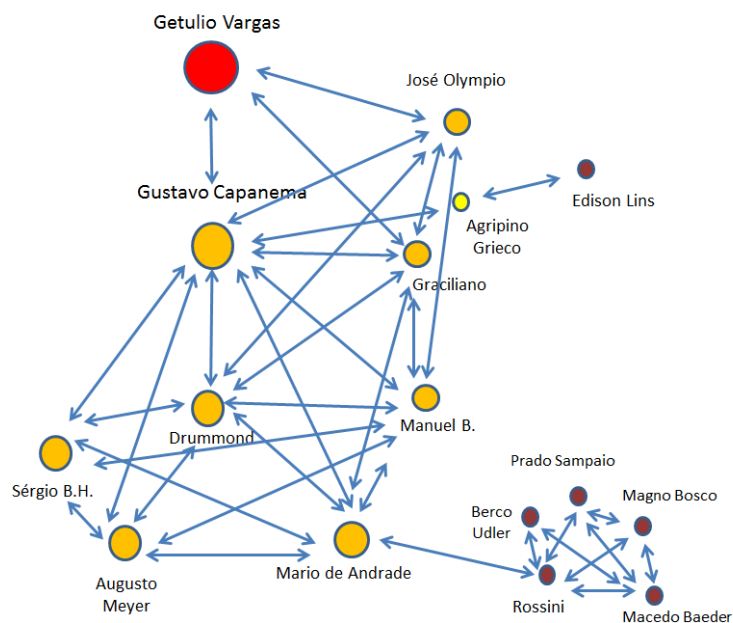 Getulio Vargas
José Olympio
Gustavo Capanema
Edison Lins
Agripino
Grieco
Graciliano
Manuel B.
Drummond
Sérgio B.H.
Prado Sampaio
Magno Bosco
Berco
Udler
Mario de Andrade
Augusto
Meyer
Rossini
Macedo Baeder